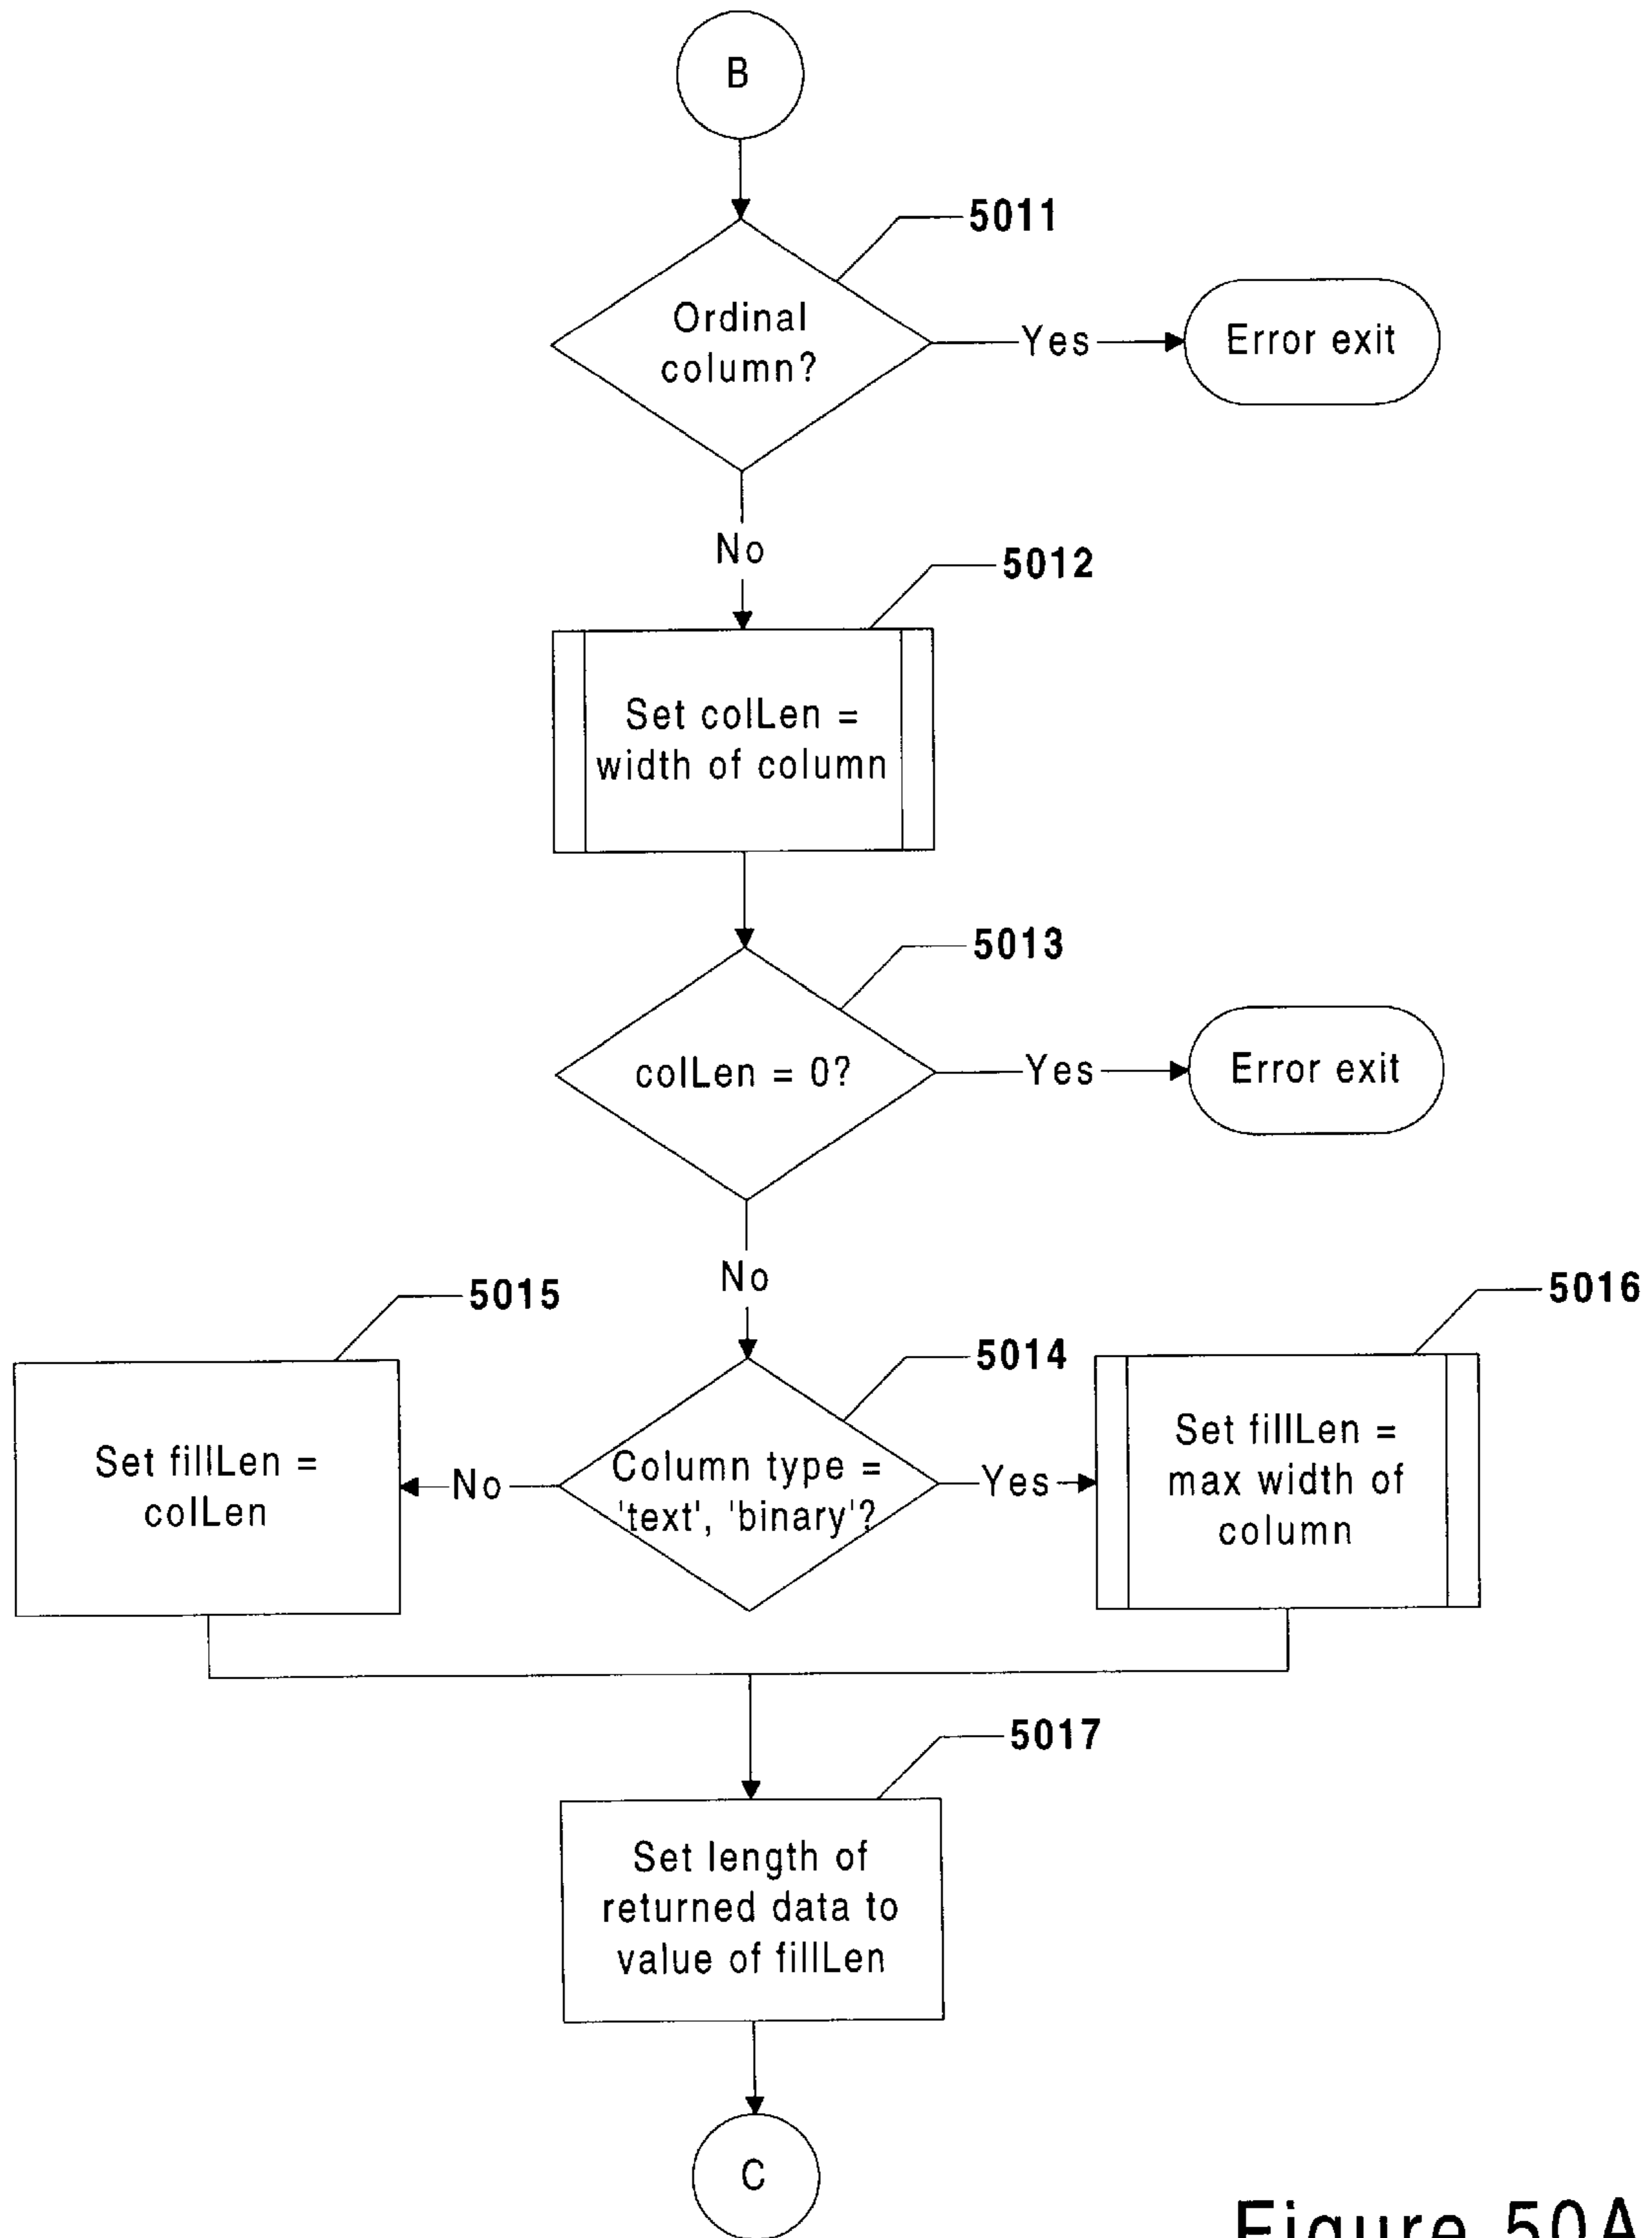 B
5011
Ordinal
column?
Yes
Error exit
No
5012
Set colLen =
width of column
5013
colLen = 0?
Yes
Error exit
No
5015
5014
5016
Set fillLen =
colLen
No
Column type =
'text', 'binary'?
Yes
Set fillLen =
max width of
column
5017
Set length of
returned data to
value of fillLen
C
Figure 50A